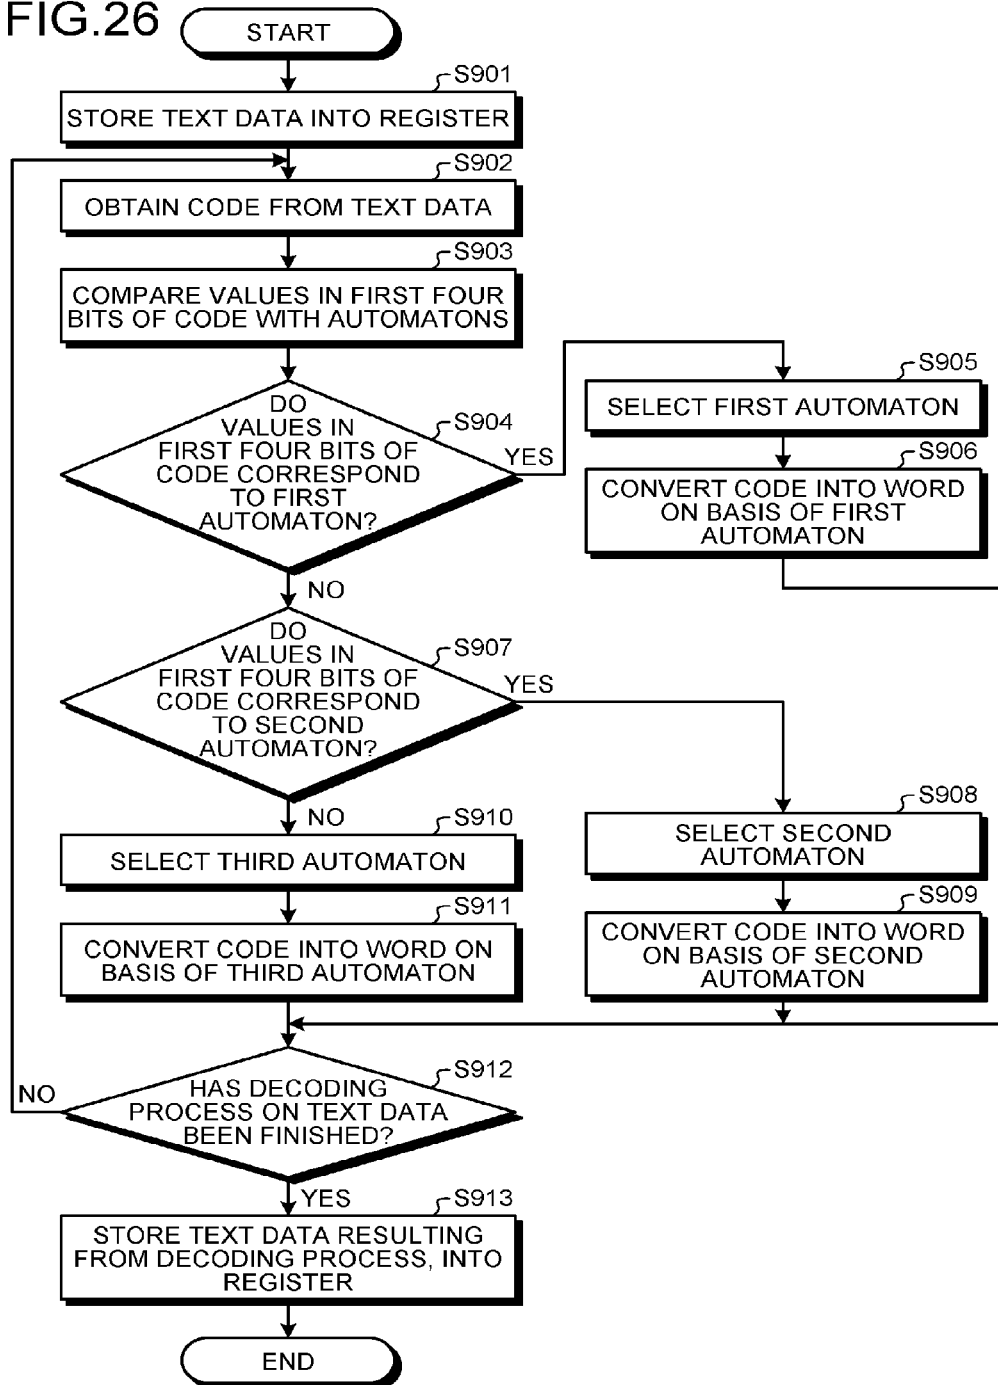 FIG.26
START
S901
STORE TEXT DATA INTO REGISTER
S902
OBTAIN CODE FROM TEXT DATA
S903
COMPARE VALUES IN FIRST FOUR
BITS OF CODE WITH AUTOMATONS
S904
DO
VALUES IN
FIRST FOUR BITS OF
CODE CORRESPOND
TO FIRST
AUTOMATON?
YES
NO
S905
SELECT FIRST AUTOMATON
S906
CONVERT CODE INTO WORD
ON BASIS OF FIRST
AUTOMATON
S907
DO
VALUES IN
FIRST FOUR BITS OF
CODE CORRESPOND
TO SECOND
AUTOMATON?
YES
NO
S908
SELECT SECOND
AUTOMATON
S909
CONVERT CODE INTO WORD
ON BASIS OF SECOND
AUTOMATON
S910
SELECT THIRD AUTOMATON
S911
CONVERT CODE INTO WORD ON
BASIS OF THIRD AUTOMATON
S912
HAS DECODING
PROCESS ON TEXT DATA
BEEN FINISHED?
NO
YES
S913
STORE TEXT DATA RESULTING
FROM DECODING PROCESS, INTO
REGISTER
END